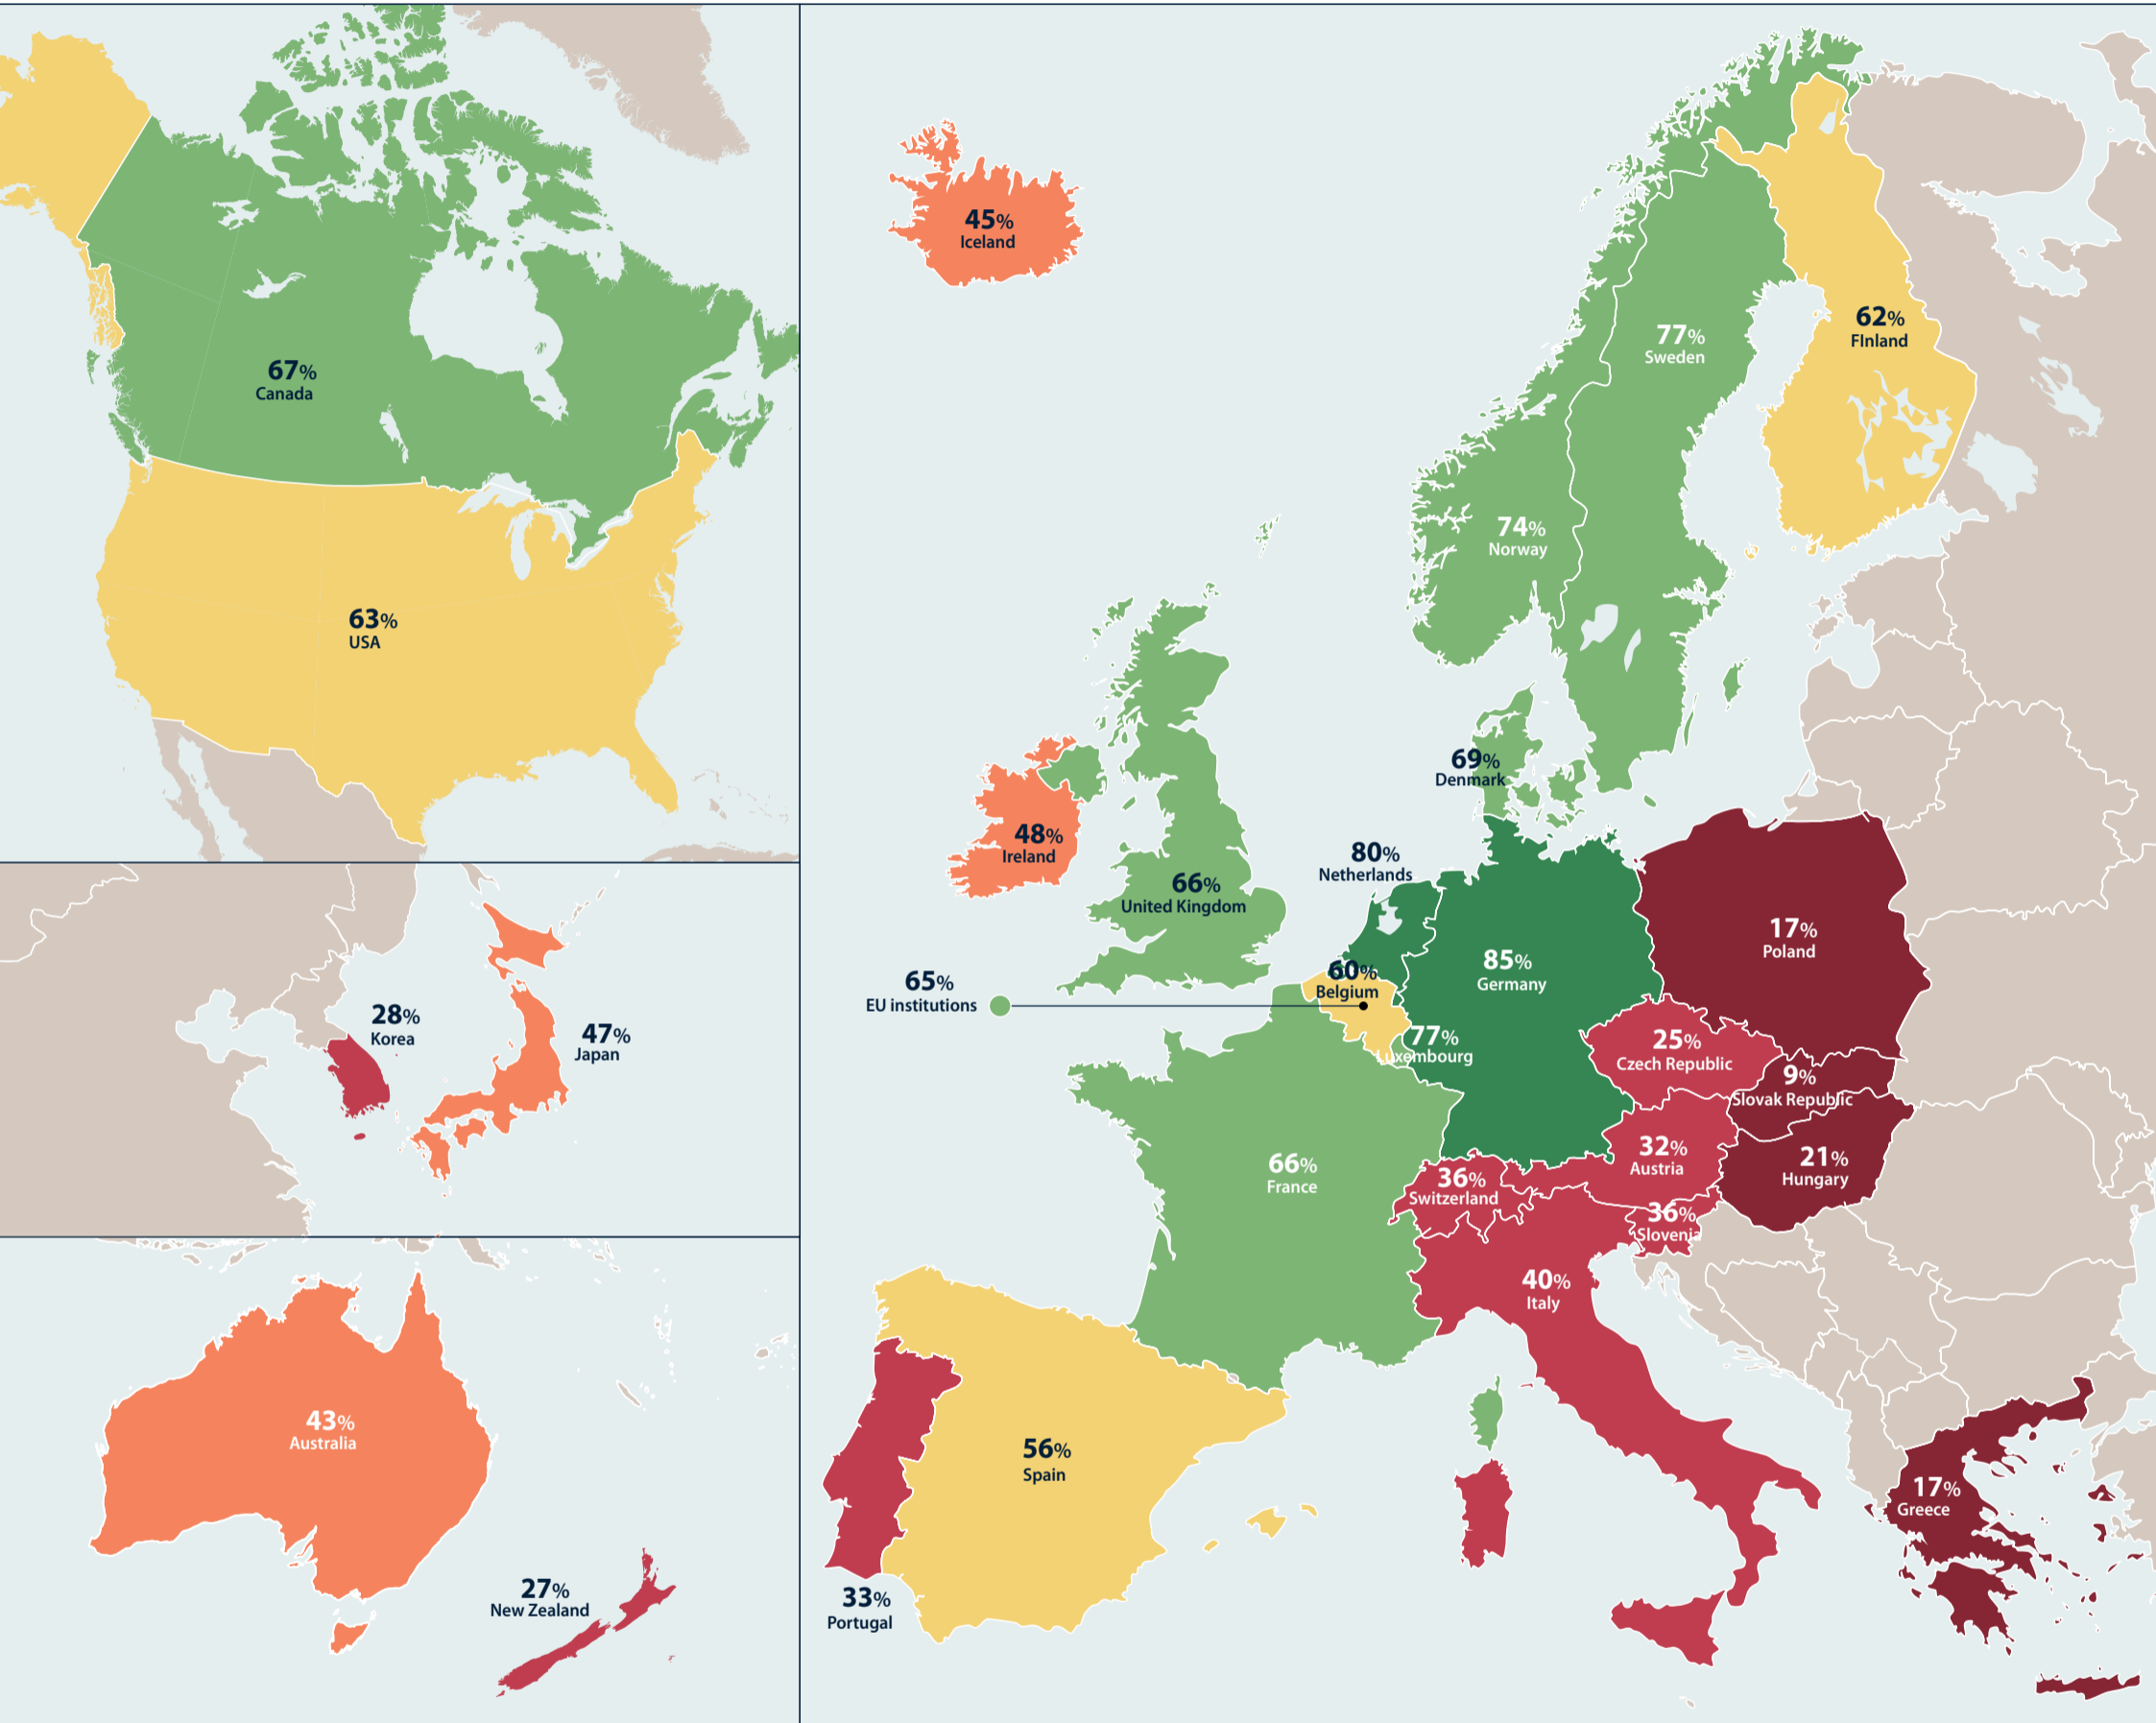 67%
Canada
63%
USA
28%
Korea
47%
Japan
43%
Australia
27%
New Zealand
45%
Iceland
77%
Sweden
62%
FInland
74%
Norway
69%
Denmark
48%
Ireland
66%
United Kingdom
80%
Netherlands
65%
EU institutions
60%
Belgium
85%
Germany
17%
Poland
77%
Luxembourg
25%
Czech Republic
9%
Slovak Republic
66%
France
36%
Switzerland
32%
Austria
21%
Hungary
36%
Slovenia
40%
Italy
56%
Spain
33%
Portugal
17%
Greece